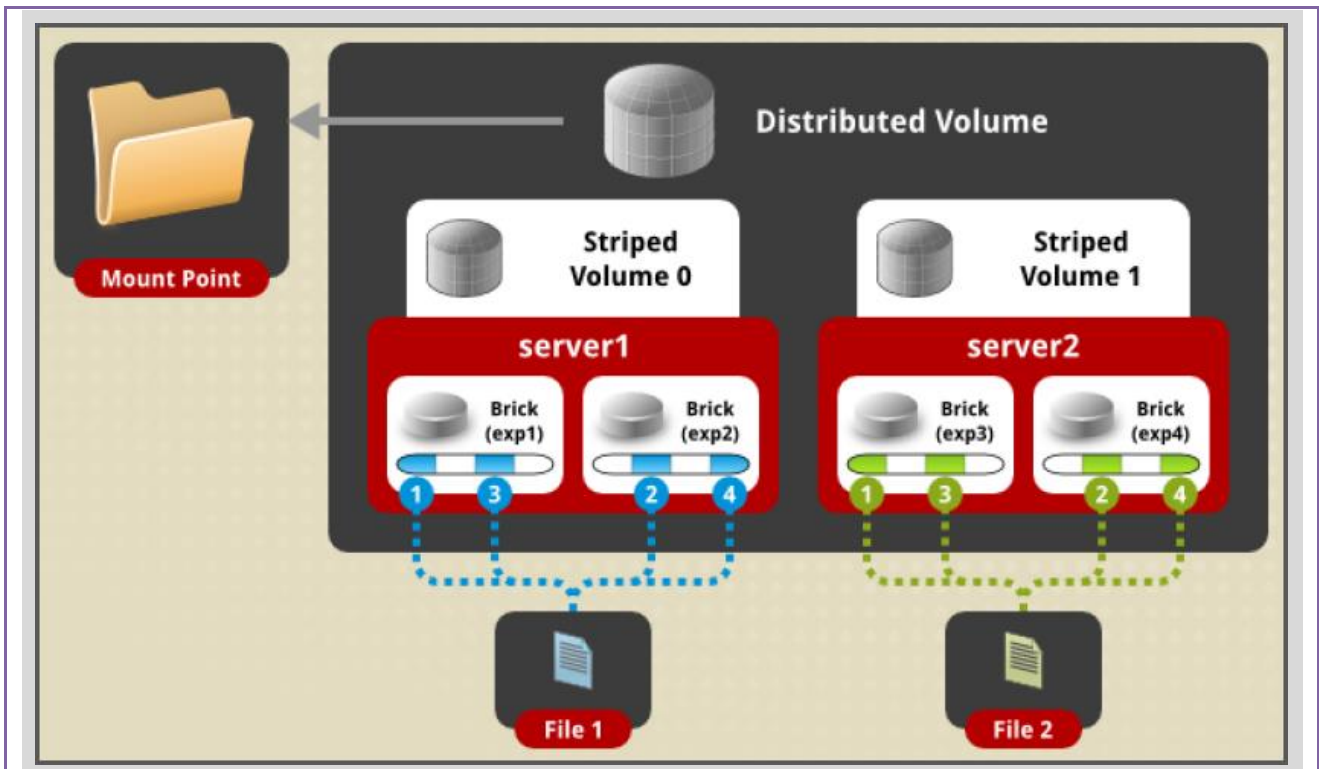 Distributed Volume
Mount Point
Striped
Volume 0
Striped
Volume 1
server1
server2
Brick
(exp1)
Brick
(exp2)
Brick
(exp3)
Brick
(exp4)
1
3
2
4
1
3
2
4
File 1
File 2